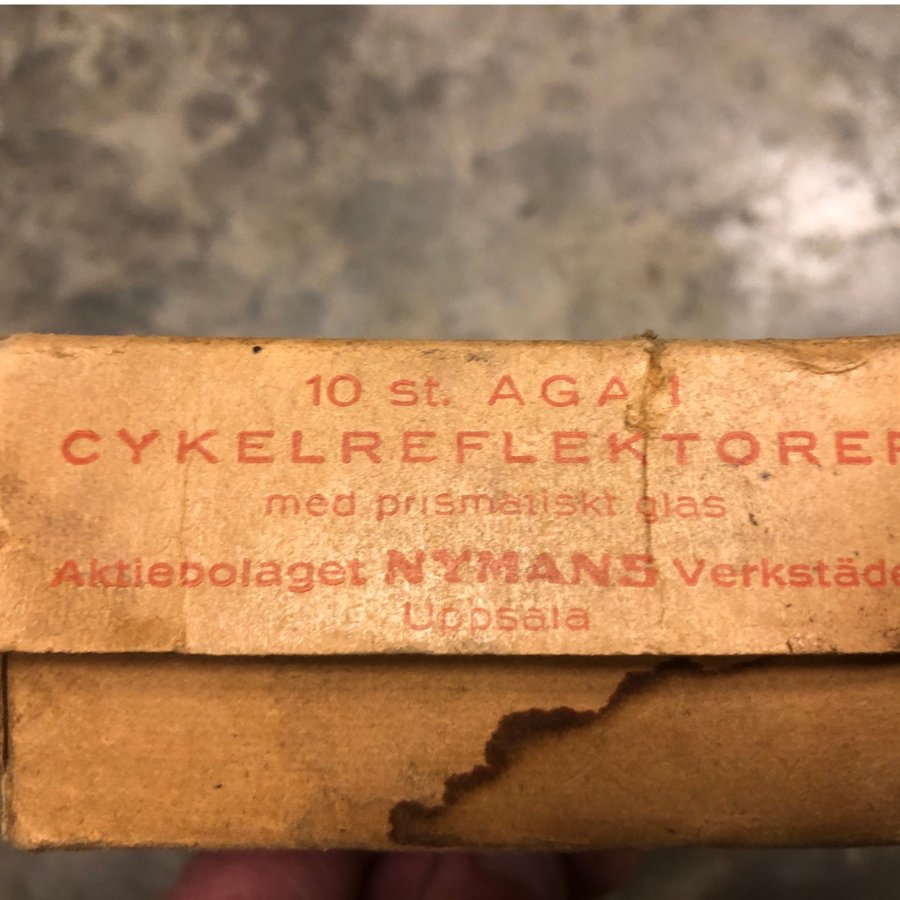 10 st. AGA 1
CYKELREFLEKTORER
med prismatiskt glas
Aktiebolaget NYMANS Verkstäde
Uppsala